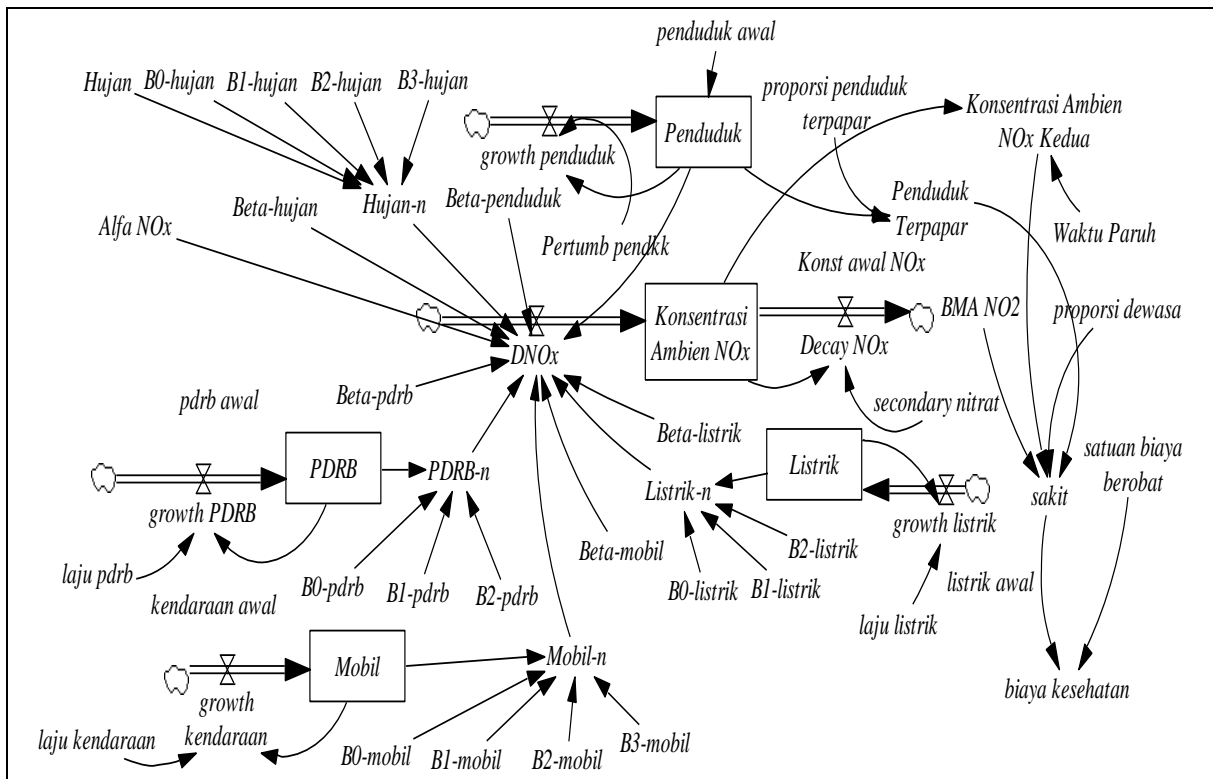 penduduk awal
Hujan
B0-hujan
B1-hujan
B2-hujan
B3-hujan
proporsi penduduk
terpapar
Konsentrasi Ambien
NOx Kedua
Penduduk
growth penduduk
Hujan-n
Beta-penduduk
Beta-hujan
Alfa NOx
Pertumb pendkk
Penduduk
Terpapar
Waktu Paruh
Konst awal NOx
Konsentrasi
Ambien NOx
BMA NO2
proporsi dewasa
DNOx
Decay NOx
Beta-pdrb
pdrb awal
secondary nitrat
Beta-listrik
PDRB
PDRB-n
growth PDRB
Listrik
Listrik-n
growth listrik
sakit
satuan biaya
berobat
laju pdrb
B0-pdrb
B1-pdrb
B2-pdrb
Beta-mobil
B0-listrik
B1-listrik
B2-listrik
listrik awal
laju listrik
kendaraan awal
Mobil
Mobil-n
growth
kendaraan
laju kendaraan
B0-mobil
B1-mobil
B2-mobil
B3-mobil
biaya kesehatan